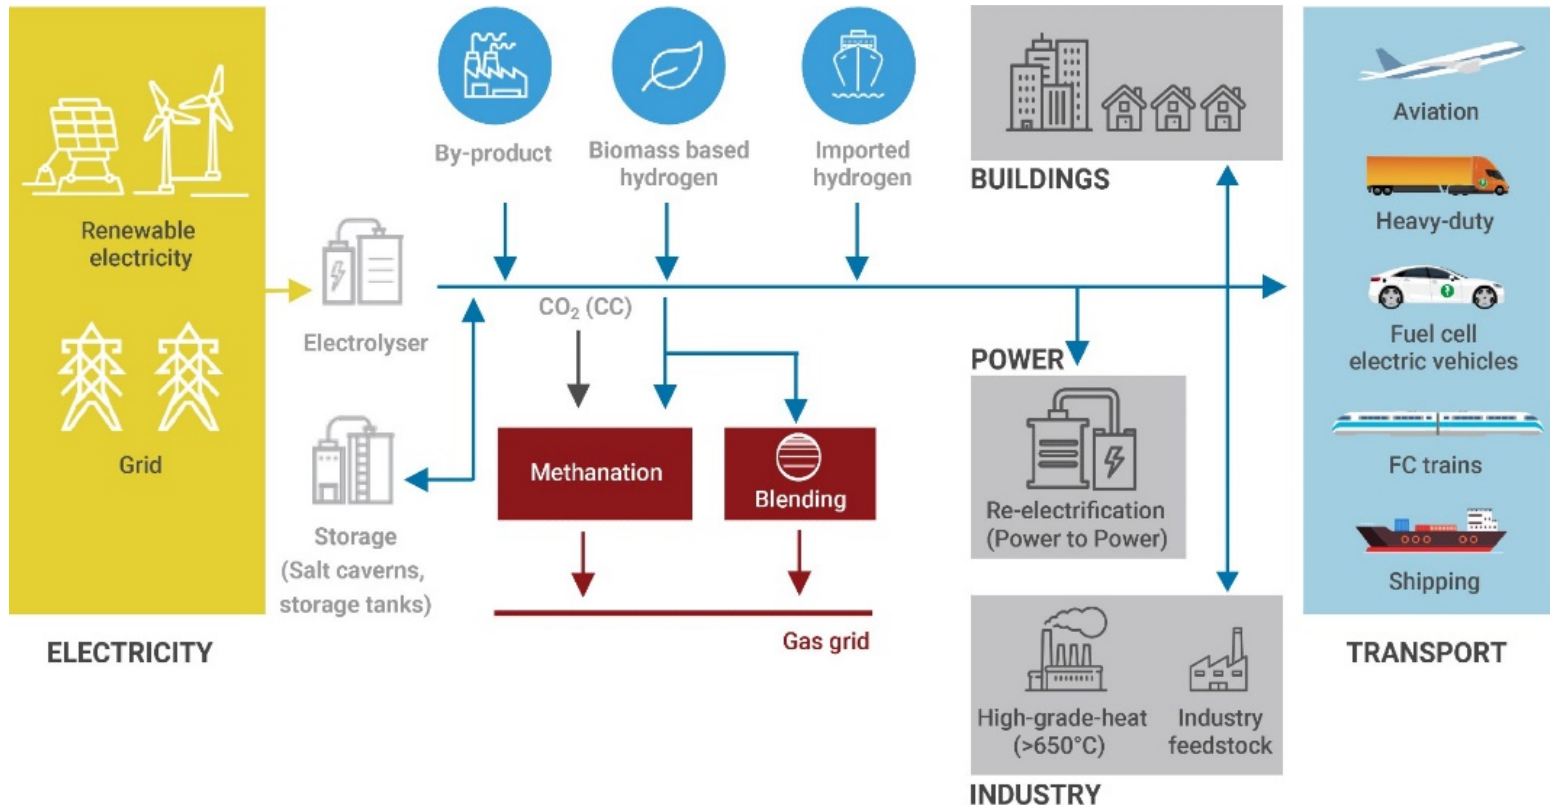 Renewable
electricity
Grid
ELECTRICITY
Electrolyser
Storage
(Salt caverns,
storage tanks)
By-product
Biomass based
hydrogen
Imported
hydrogen
CO₂ (CC)
Methanation
Blending
Gas grid
BUILDINGS
POWER
Re-electrification
(Power to Power)
High-grade-heat
(>650°C)
Industry
feedstock
INDUSTRY
Aviation
Heavy-duty
Fuel cell
electric vehicles
FC trains
Shipping
TRANSPORT